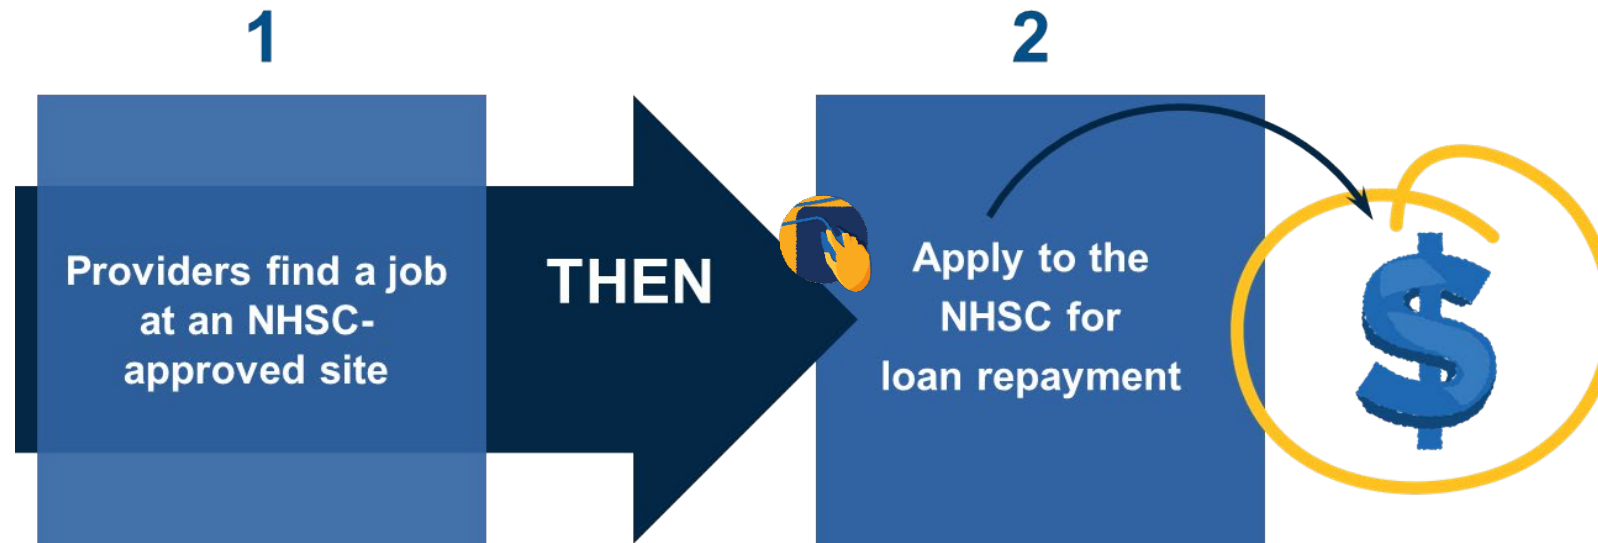 1
Providers find a job
at an NHSC-
approved site
THEN
2
Apply to the
NHSC for
loan repayment
$